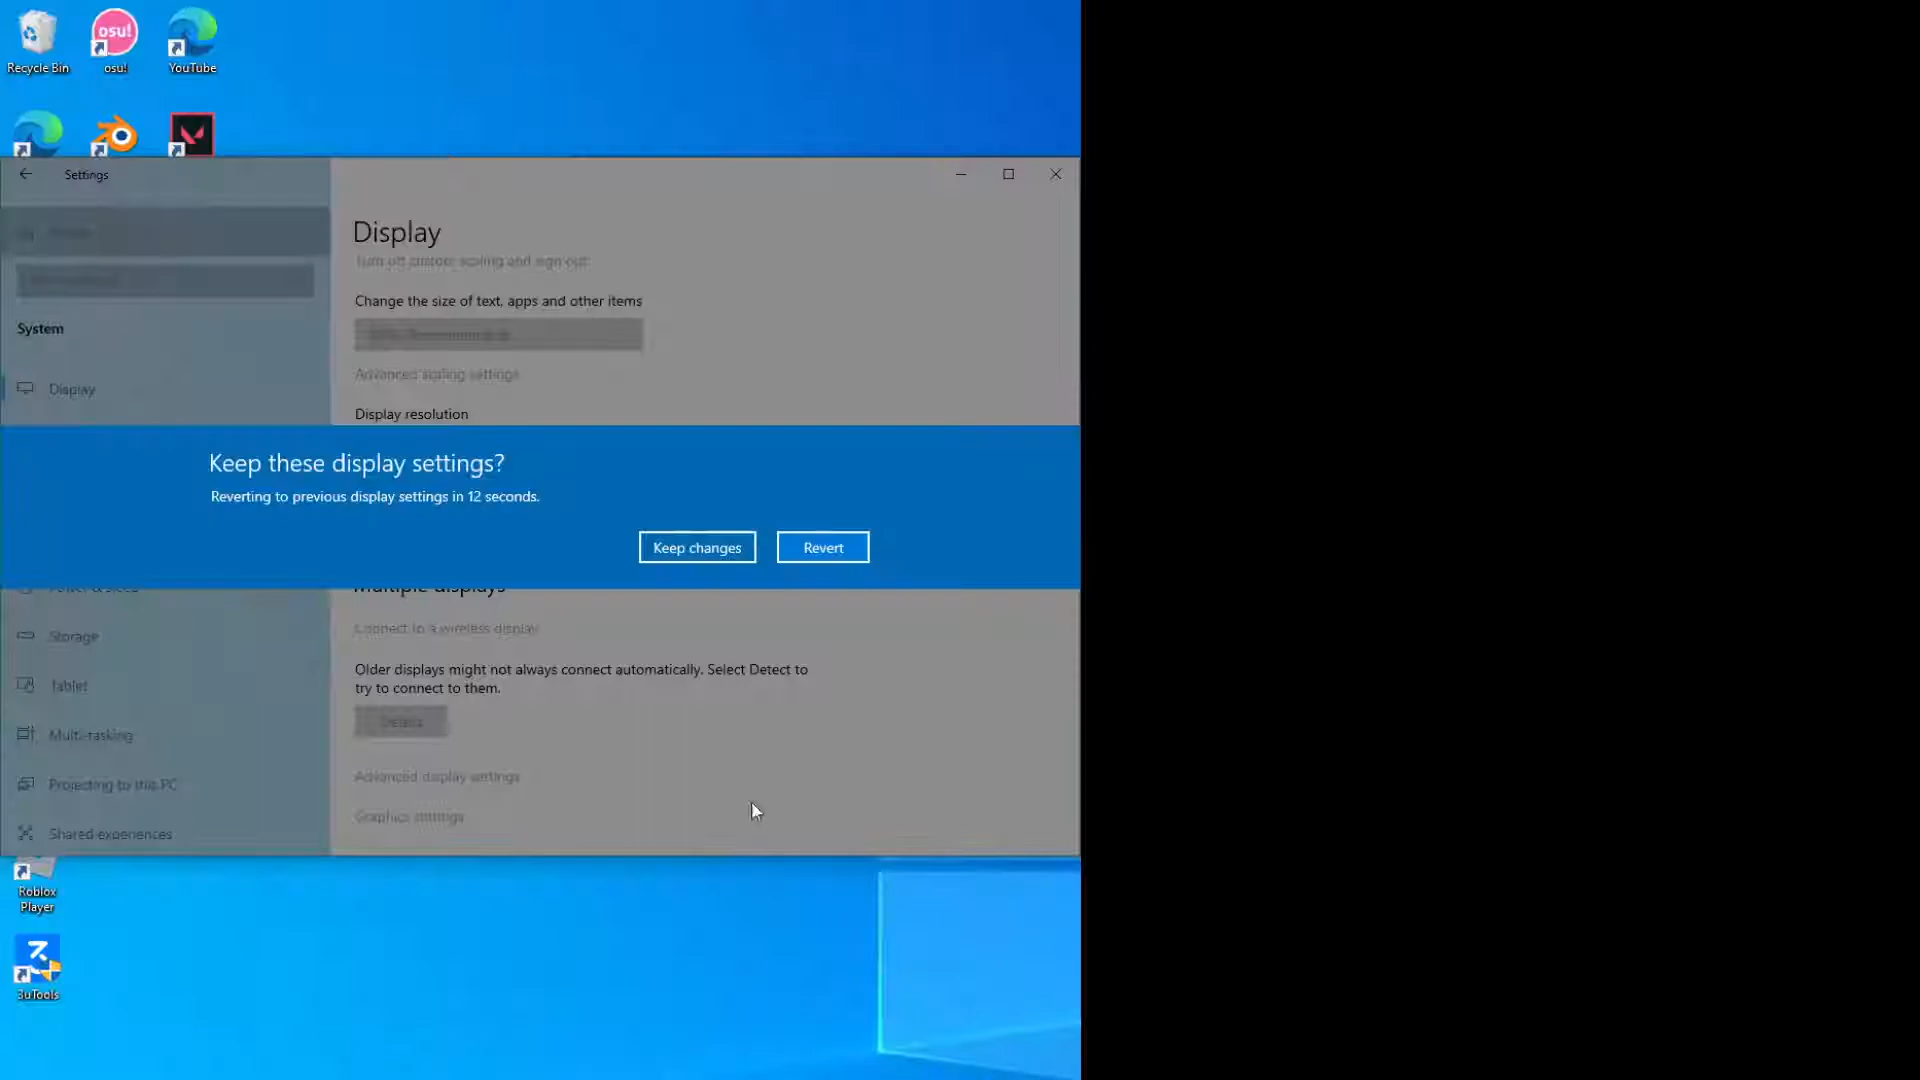 Recycle Bin
osu!
osu!
YouTube
Settings
Display
Turn off custom scaling and sign out
Change the size of text, apps and other items
System
Advanced scaling settings
Display
Display resolution
Keep these display settings?
Reverting to previous display settings in 12 seconds.
Keep changes
Revert
Multiple displays
Connect to a wireless display
Storage
Older displays might not always connect automatically. Select Detect to
try to connect to them.
Tablet
Detect
Multi-tasking
Advanced display settings
Projecting to this PC
Graphics settings
Shared experiences
Roblox
Player
3uTools